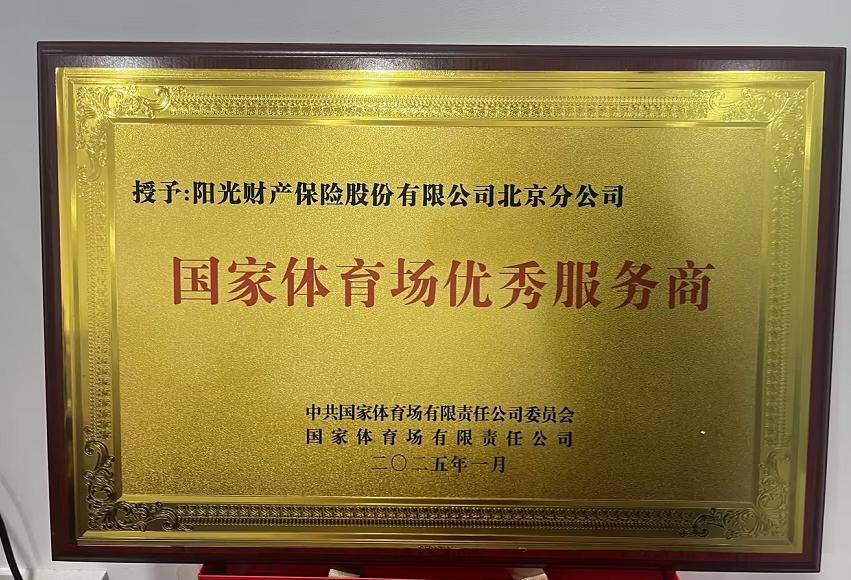 授予:阳光财产保险股份有限公司北京分公司
国家体育场优秀服务商
中共国家体育场有限责任公司委员会
国家体育场有限责任公司
二〇二五年一月